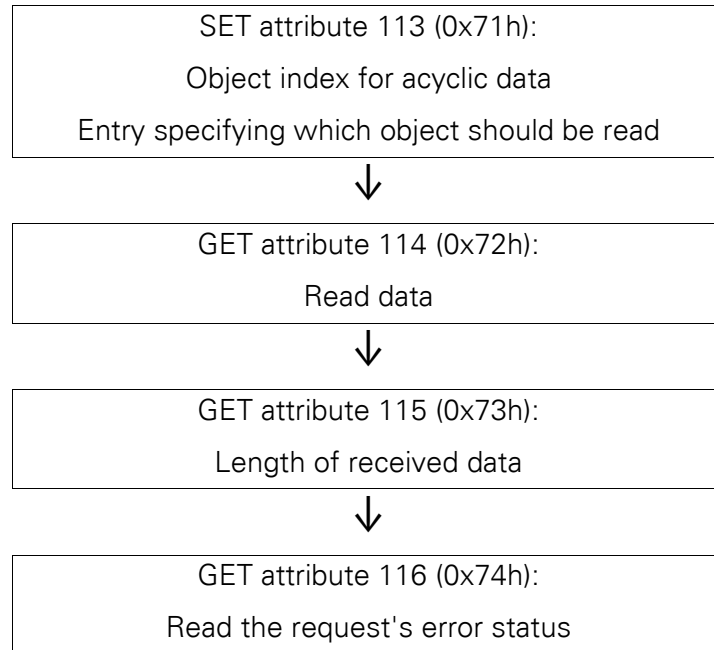 SET attribute 113 (0x71h):
Object index for acyclic data
Entry specifying which object should be read
GET attribute 114 (0x72h):
Read data
GET attribute 115 (0x73h):
Length of received data
GET attribute 116 (0x74h):
Read the request's error status